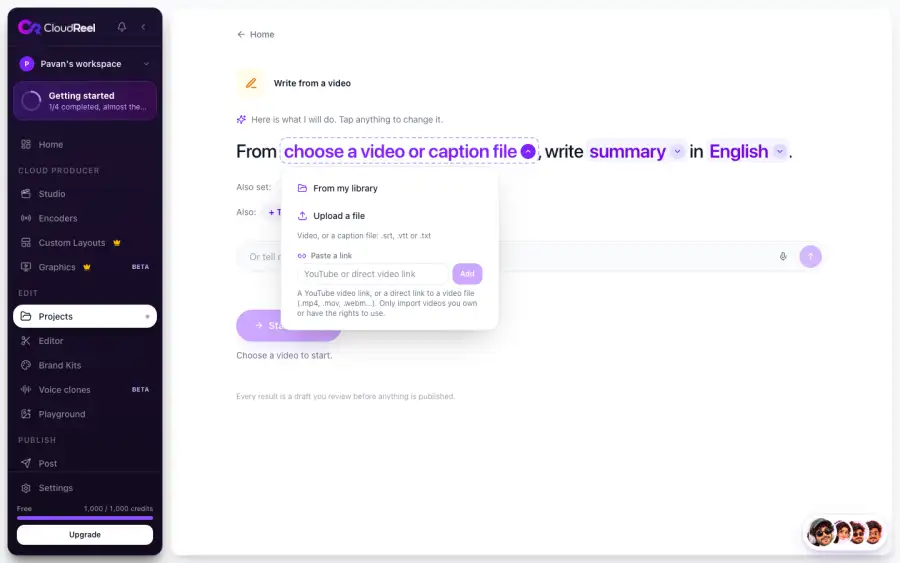 CloudReel
P Pavan's workspace
Getting started
1/4 completed, almost the...
Home
CLOUD PRODUCER
Studio
Encoders
Custom Layouts
Graphics BETA
EDIT
Projects
Editor
Brand Kits
Voice clones BETA
Playground
PUBLISH
Post
Settings
Free 1,000 / 1,000 credits
Upgrade
Home
Write from a video
Here is what I will do. Tap anything to change it.
From choose a video or caption file, write summary in English.
Also set:
Also: + T
From my library
Upload a file
Video, or a caption file: .srt, .vtt or .txt
Paste a link
YouTube or direct video link Add
A YouTube video link, or a direct link to a video file
(.mp4, .mov, .webm...). Only import videos you own
or have the rights to use.
Or tell
Sta
Choose a video to start.
Every result is a draft you review before anything is published.